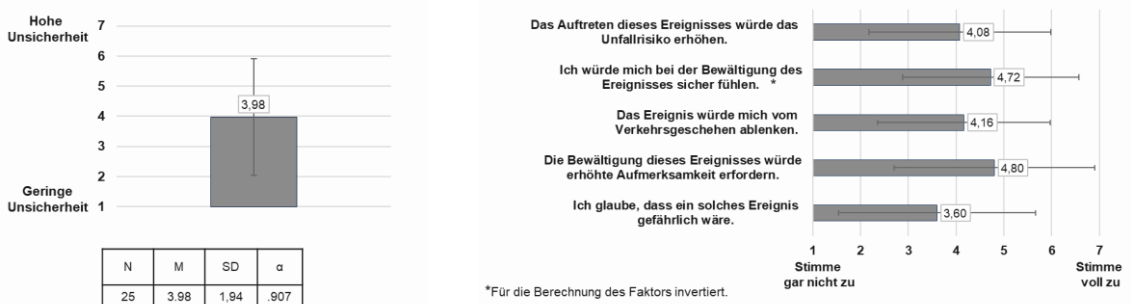 Hohe
Unsicherheit
7
6
5
4
3
2
Geringe
Unsicherheit
1
3,98
N M SD α
25 3.98 1,94 .907
Das Auftreten dieses Ereignisses würde das
Unfallrisiko erhöhen.
4,08
Ich würde mich bei der Bewältigung des
Ereignisses sicher fühlen. *
4,72
Das Ereignis würde mich vom
Verkehrsgeschehen ablenken.
4,16
Die Bewältigung dieses Ereignisses würde
erhöhte Aufmerksamkeit erfordern.
4,80
Ich glaube, dass ein solches Ereignis
gefährlich wäre.
3,60
1 2 3 4 5 6 7
Stimme
gar nicht zu
Stimme
voll zu
*Für die Berechnung des Faktors invertiert.